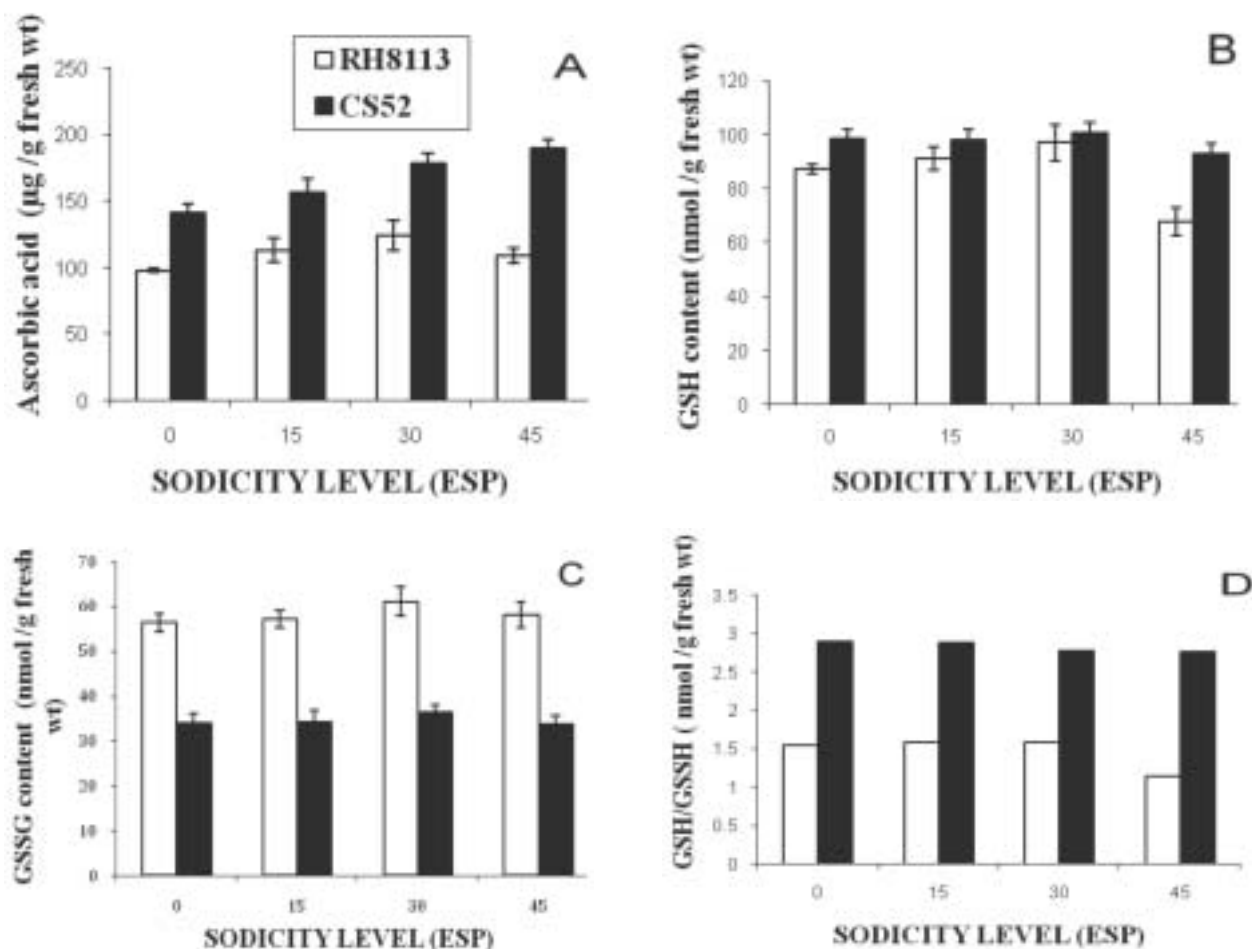 A
RH8113
CS52
Ascorbic acid (µg /g fresh wt)
250
200
150
100
50
0
0 15 30 45
SODICITY LEVEL (ESP)
B
GSH content (nmol /g fresh wt)
120
100
80
60
40
20
0
0 15 30 45
SODICITY LEVEL (ESP)
C
GSSG content (nmol /g fresh
wt)
70
60
50
40
30
20
10
0
0 15 30 45
SODICITY LEVEL (ESP)
D
GSH/GSSH ( nmol /g fresh wt)
3.5
3
2.5
2
1.5
1
0.5
0
0 15 30 45
SODICITY LEVEL (ESP)